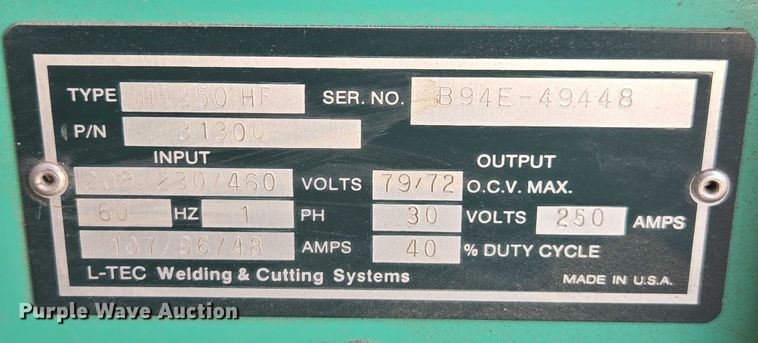 TYPE H-250 HF SER. NO. B94E-49448
P/N 31300
INPUT OUTPUT
202/230/460 VOLTS 79/72 O.C.V. MAX.
60 HZ 1 PH 30 VOLTS 250 AMPS
107/96/48 AMPS 40 % DUTY CYCLE
L-TEC Welding & Cutting Systems MADE IN U.S.A.
Purple Wave Auction